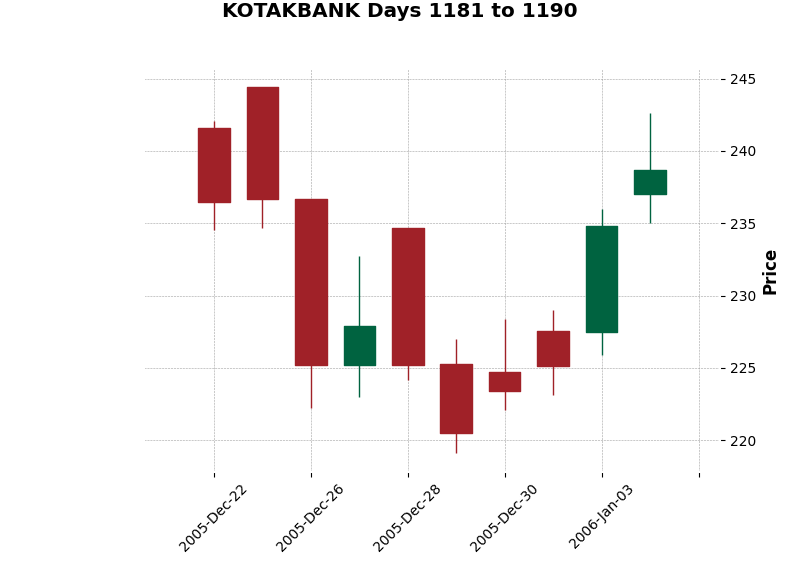 KOTAKBANK Days 1181 to 1190
245
240
235
230
225
220
Price
2005-Dec-22
2005-Dec-26
2005-Dec-28
2005-Dec-30
2006-Jan-03